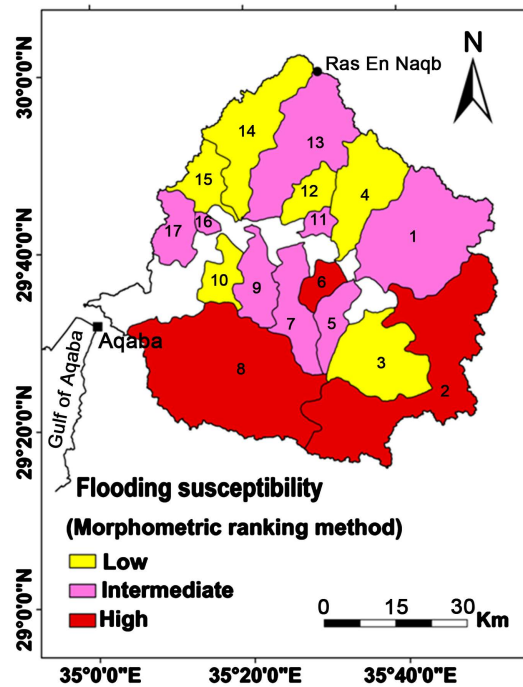 N
Ras En Naqb
30°0'0"N
14
13
15
12
4
16
11
17
1
29°40'0"N
10
9
6
7
5
Aqaba
8
3
2
Gulf of Aqaba
29°20'0"N
Flooding susceptibility
(Morphometric ranking method)
Low
Intermediate
High
0 15 30 Km
29°0'0"N
35°0'0"E 35°20'0"E 35°40'0"E